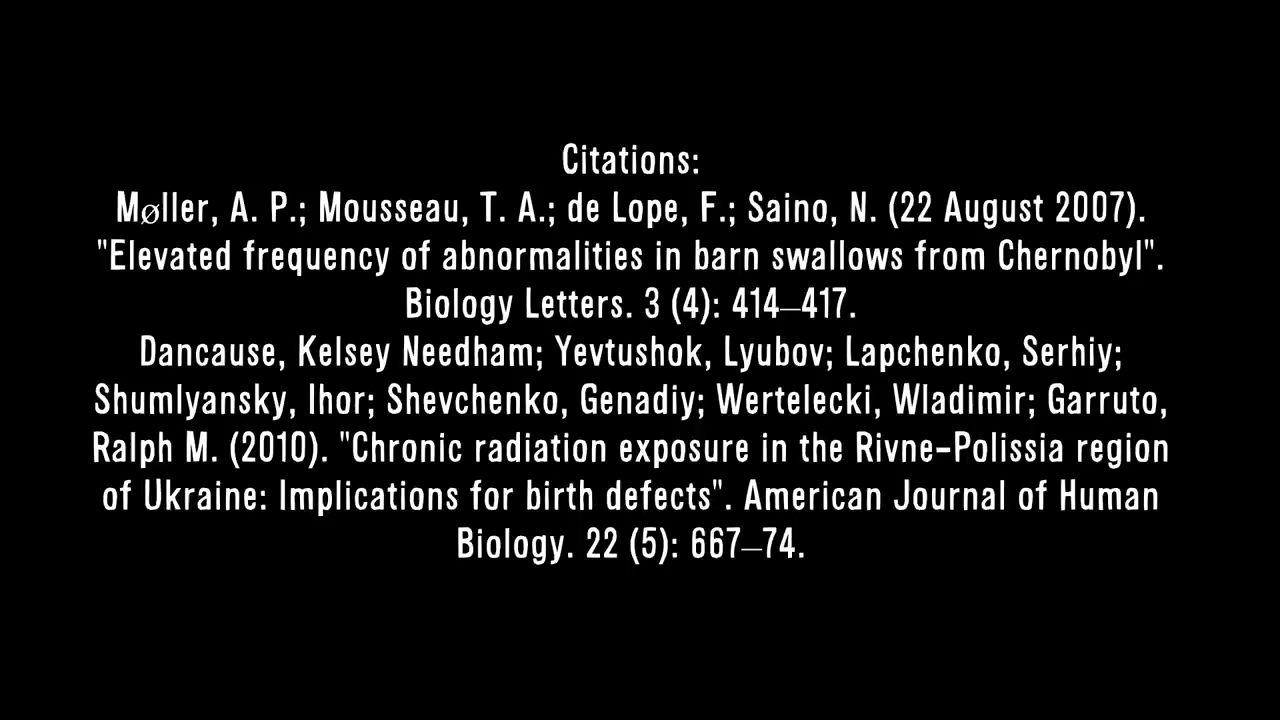 Citations:
Møller, A. P.; Mousseau, T. A.; de Lope, F.; Saino, N. (22 August 2007).
"Elevated frequency of abnormalities in barn swallows from Chernobyl".
Biology Letters. 3 (4): 414–417.
Dancause, Kelsey Needham; Yevtushok, Lyubov; Lapchenko, Serhiy;
Shumlyansky, Ihor; Shevchenko, Genadiy; Wertelecki, Wladimir; Garruto,
Ralph M. (2010). "Chronic radiation exposure in the Rivne-Polissia region
of Ukraine: Implications for birth defects". American Journal of Human
Biology. 22 (5): 667–74.